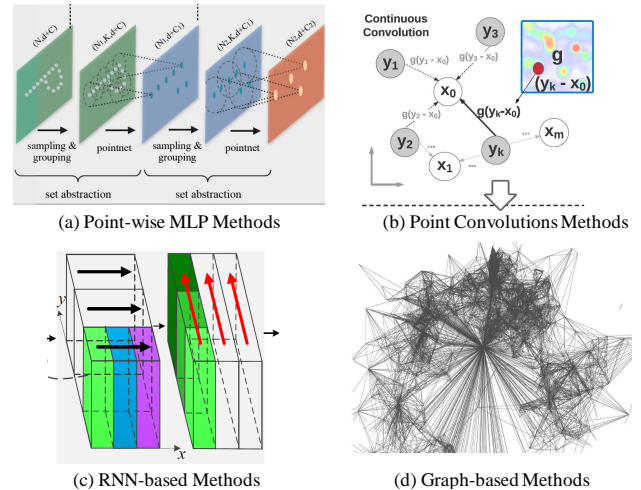 (N,d+C)
(N₁,K,d+C)
(N₁,d+C₁)
(N₂,K,d+C₁)
(N₂,d+C₂)
sampling &
grouping
pointnet
sampling &
grouping
pointnet
set abstraction
set abstraction
(a) Point-wise MLP Methods
Continuous
Convolution
y₁
y₃
g(y₁ - x₀)
g(y₃ - x₀)
x₀
g
(yₖ - x₀)
g(y₂ - x₀)
g(yₖ-x₀)
y₂
...
x₁
...
yₖ
...
xₘ
(b) Point Convolutions Methods
y
x
(c) RNN-based Methods
(d) Graph-based Methods